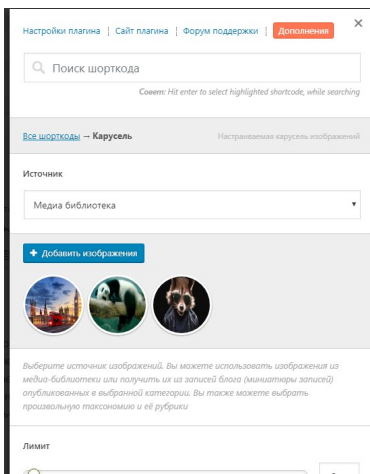 Настройки плагина | Сайт плагина | Форум поддержки | Дополнения
×
Поиск шорткода
Совет: Hit enter to select highlighted shortcode, while searching
Все шорткоды → Карусель
Настраиваемая карусель изображений
Источник
Медиа библиотека
+ Добавить изображения
Выберите источник изображений. Вы можете использовать изображения из
медиа-библиотеки или получить их из записей блога (миниатюры записей)
опубликованных в выбранной категории. Вы также можете выбрать
произвольную таксономию и её рубрики
Лимит